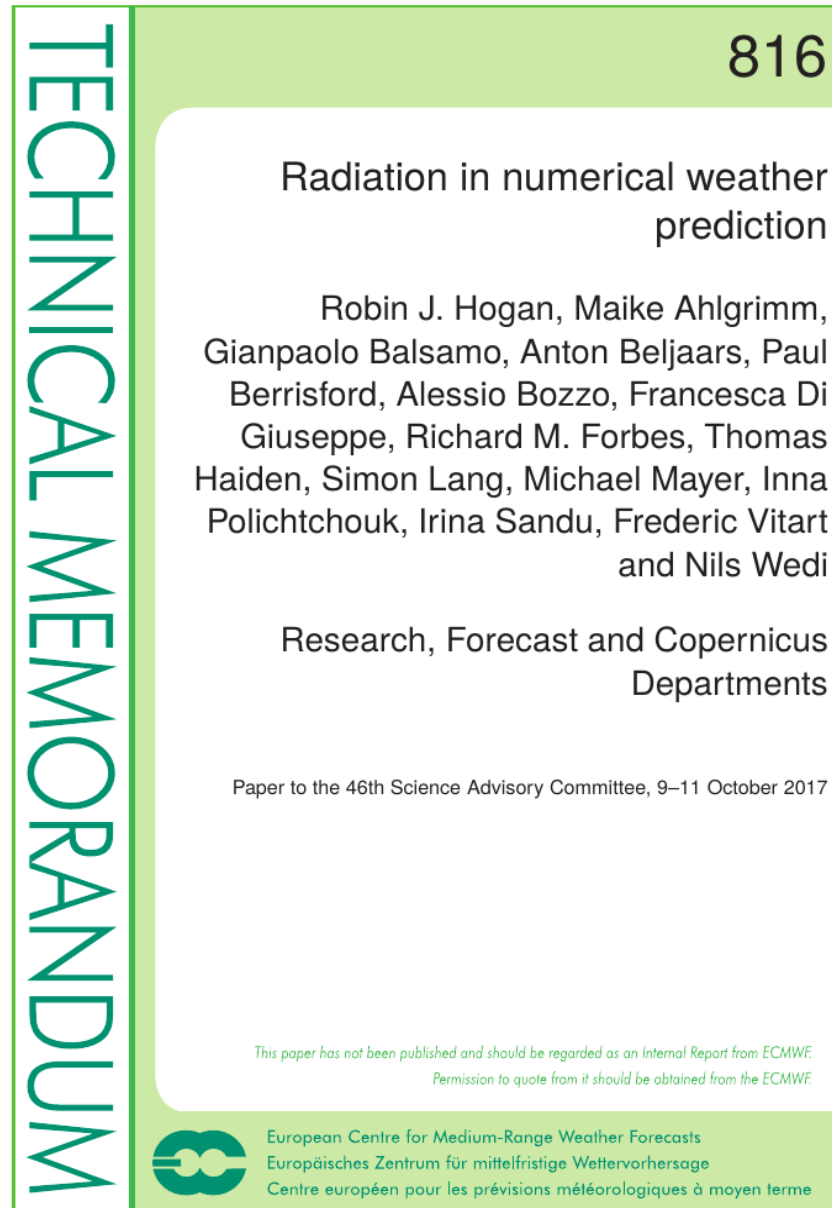 TECHNICAL MEMORANDUM
816
Radiation in numerical weather
prediction
Robin J. Hogan, Maike Ahlgrimm,
Gianpaolo Balsamo, Anton Beljaars, Paul
Berrisford, Alessio Bozzo, Francesca Di
Giuseppe, Richard M. Forbes, Thomas
Haiden, Simon Lang, Michael Mayer, Inna
Polichtchouk, Irina Sandu, Frederic Vitart
and Nils Wedi
Research, Forecast and Copernicus
Departments
Paper to the 46th Science Advisory Committee, 9–11 October 2017
This paper has not been published and should be regarded as an Internal Report from ECMWF.
Permission to quote from it should be obtained from the ECMWF.
European Centre for Medium-Range Weather Forecasts
Europäisches Zentrum für mittelfristige Wettervorhersage
Centre européen pour les prévisions météorologiques à moyen terme